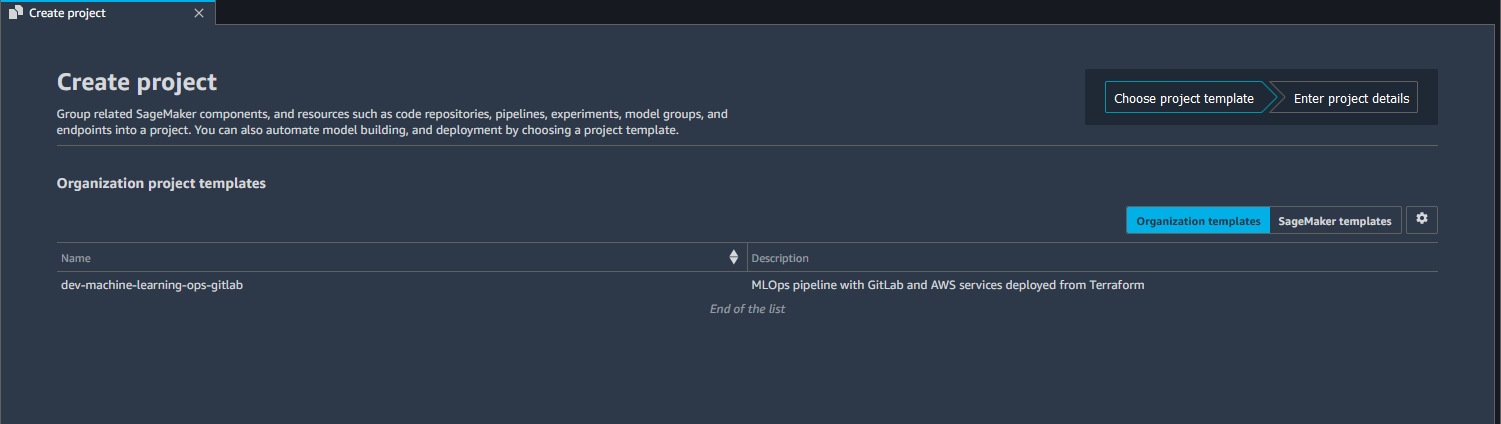 Create project
Create project
Choose project template
Enter project details
Group related SageMaker components, and resources such as code repositories, pipelines, experiments, model groups, and
endpoints into a project. You can also automate model building, and deployment by choosing a project template.
Organization project templates
Organization templates
SageMaker templates
Name
Description
dev-machine-learning-ops-gitlab
MLOps pipeline with GitLab and AWS services deployed from Terraform
End of the list